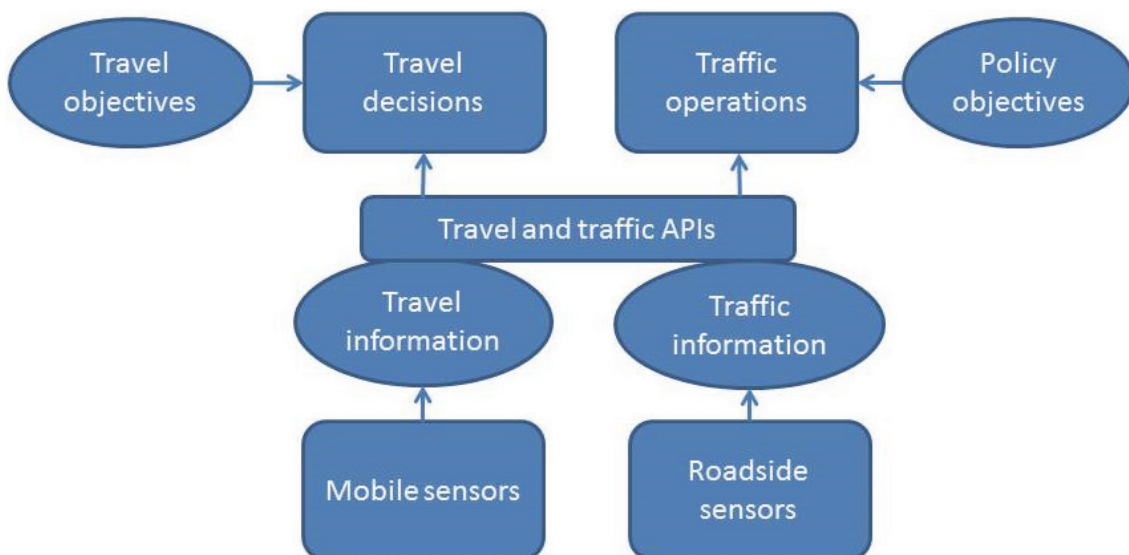 Travel
objectives
Travel
decisions
Traffic
operations
Policy
objectives
Travel and traffic APIs
Travel
information
Traffic
information
Mobile sensors
Roadside
sensors